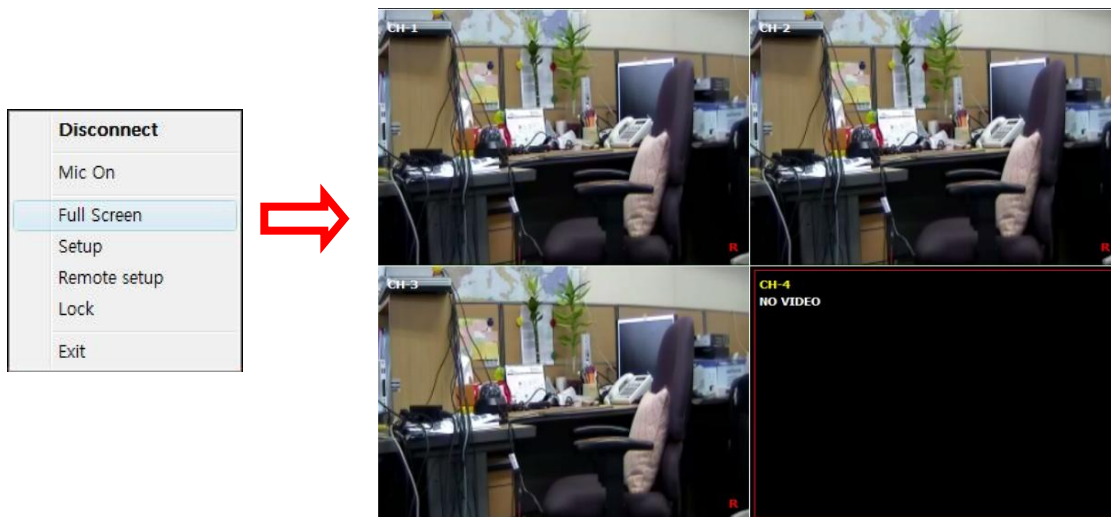 Disconnect
Mic On
Full Screen
Setup
Remote setup
Lock
Exit
CH-1
R
CH-2
R
CH-3
R
CH-4
NO VIDEO